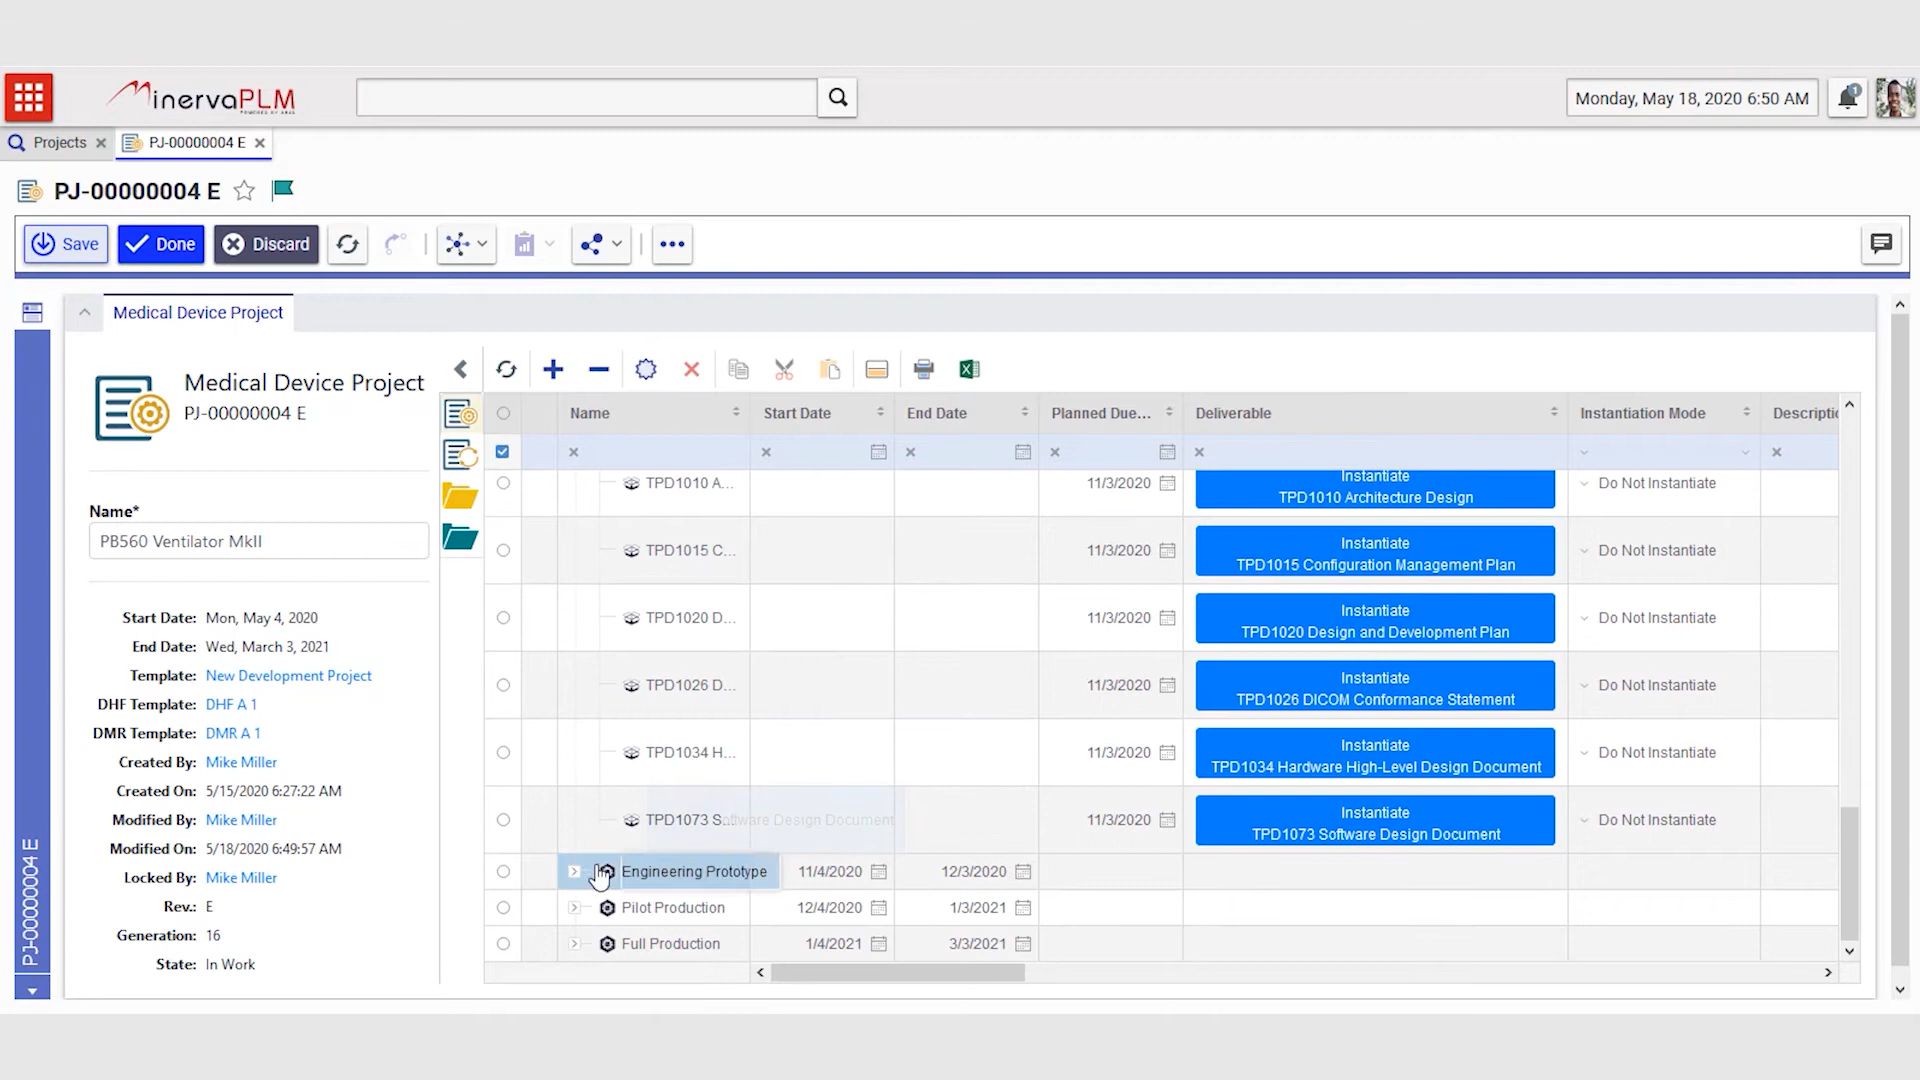 MinervaPLM
POWERED BY ARAS
Monday, May 18, 2020 6:50 AM
1
Projects
PJ-00000004 E
PJ-00000004 E
Save
Done
Discard
Medical Device Project
Medical Device Project
PJ-00000004 E
Name*
PB560 Ventilator MkII
Start Date: Mon, May 4, 2020
End Date: Wed, March 3, 2021
Template: New Development Project
DHF Template: DHF A 1
DMR Template: DMR A 1
Created By: Mike Miller
Created On: 5/15/2020 6:27:22 AM
Modified By: Mike Miller
Modified On: 5/18/2020 6:49:57 AM
Locked By: Mike Miller
Rev.: E
Generation: 16
State: In Work
PJ-00000004 E
Name Start Date End Date Planned Due... Deliverable Instantiation Mode Descriptio
TPD1010 A... 11/3/2020 Instantiate
TPD1010 Architecture Design Do Not Instantiate
TPD1015 C... 11/3/2020 Instantiate
TPD1015 Configuration Management Plan Do Not Instantiate
TPD1020 D... 11/3/2020 Instantiate
TPD1020 Design and Development Plan Do Not Instantiate
TPD1026 D... 11/3/2020 Instantiate
TPD1026 DICOM Conformance Statement Do Not Instantiate
TPD1034 H... 11/3/2020 Instantiate
TPD1034 Hardware High-Level Design Document Do Not Instantiate
TPD1073 Software Design Document 11/3/2020 Instantiate
TPD1073 Software Design Document Do Not Instantiate
Engineering Prototype 11/4/2020 12/3/2020
Pilot Production 12/4/2020 1/3/2021
Full Production 1/4/2021 3/3/2021